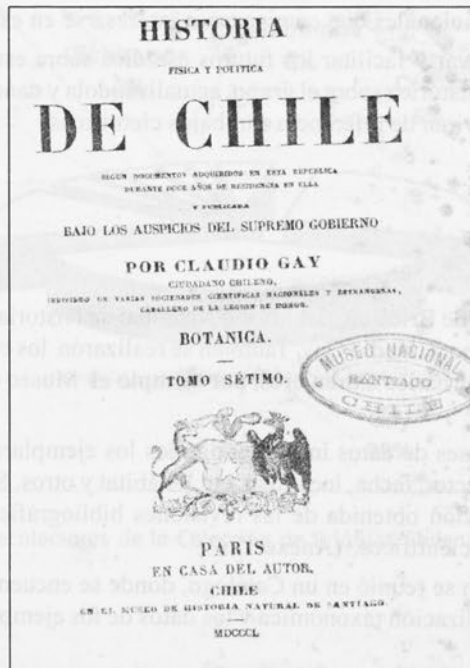 HISTORIA
FISICA Y POLITICA
DE CHILE
SEGUN DOCUMENTOS ADQUIRIDOS EN ESTA REPUBLICA
DURANTE DOCE AÑOS DE RESIDENCIA EN ELLA
Y PUBLICADA
BAJO LOS AUSPICIOS DEL SUPREMO GOBIERNO
POR CLAUDIO GAY
CIUDADANO CHILENO,
INDIVIDUO DE VARIAS SOCIEDADES CIENTIFICAS NACIONALES Y ESTRANGERAS,
CABALLERO DE LA LEGION DE HONOR.
BOTANICA.
TOMO SÉTIMO
MUSEO NACIONAL
SANTIAGO
CHILE
PARIS
EN CASA DEL AUTOR.
CHILE
EN EL MUSEO DE HISTORIA NATURAL DE SANTIAGO.
MDCCCL